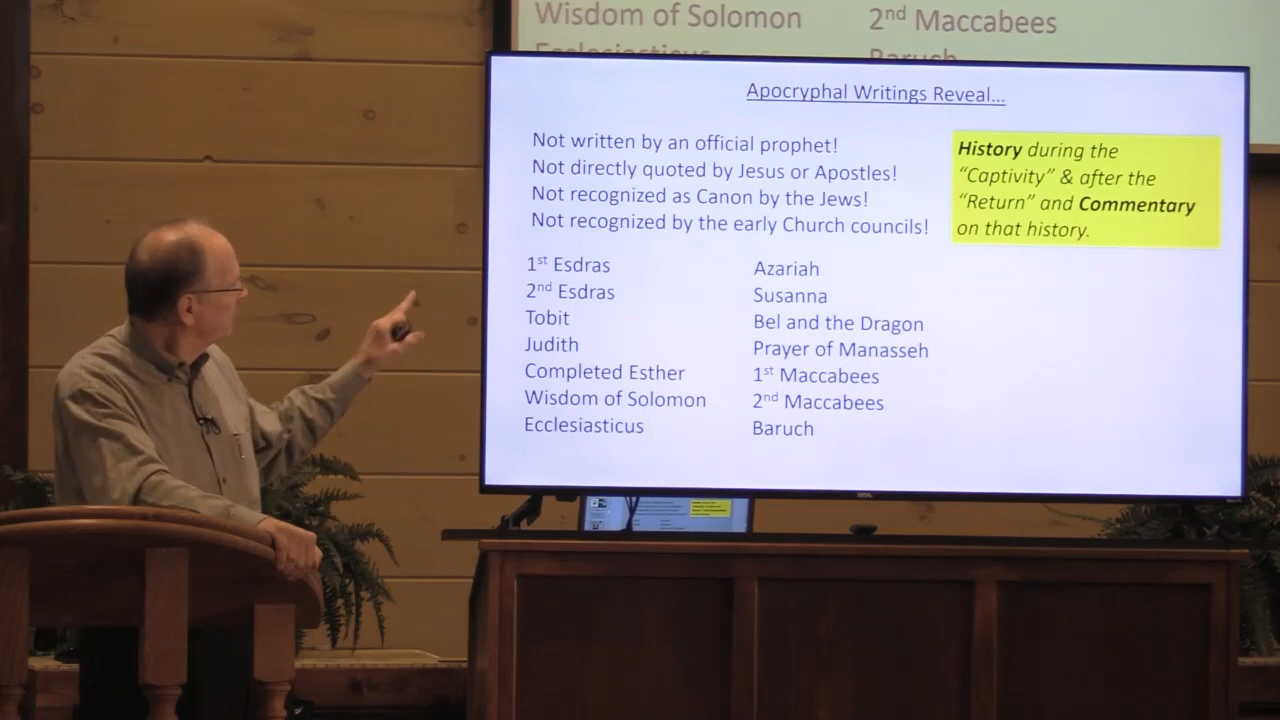 Wisdom of Solomon 2nd Maccabees
Ecclesiasticus Baruch
Apocryphal Writings Reveal...
Not written by an official prophet!
Not directly quoted by Jesus or Apostles!
Not recognized as Canon by the Jews!
Not recognized by the early Church councils!
History during the
“Captivity” & after the
“Return” and Commentary
on that history.
1st Esdras
2nd Esdras
Tobit
Judith
Completed Esther
Wisdom of Solomon
Ecclesiasticus
Azariah
Susanna
Bel and the Dragon
Prayer of Manasseh
1st Maccabees
2nd Maccabees
Baruch